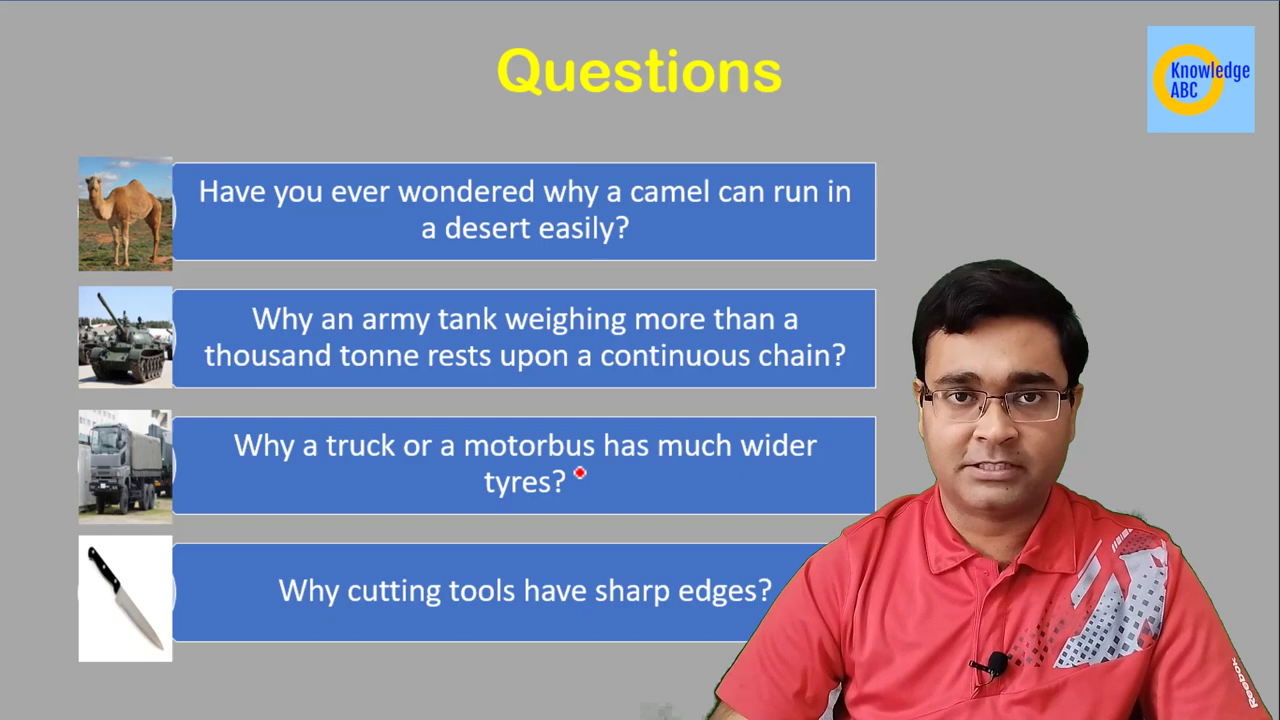 Questions
Knowledge
ABC
Have you ever wondered why a camel can run in
a desert easily?
Why an army tank weighing more than a
thousand tonne rests upon a continuous chain?
Why a truck or a motorbus has much wider
tyres?
Why cutting tools have sharp edges?
Reebok